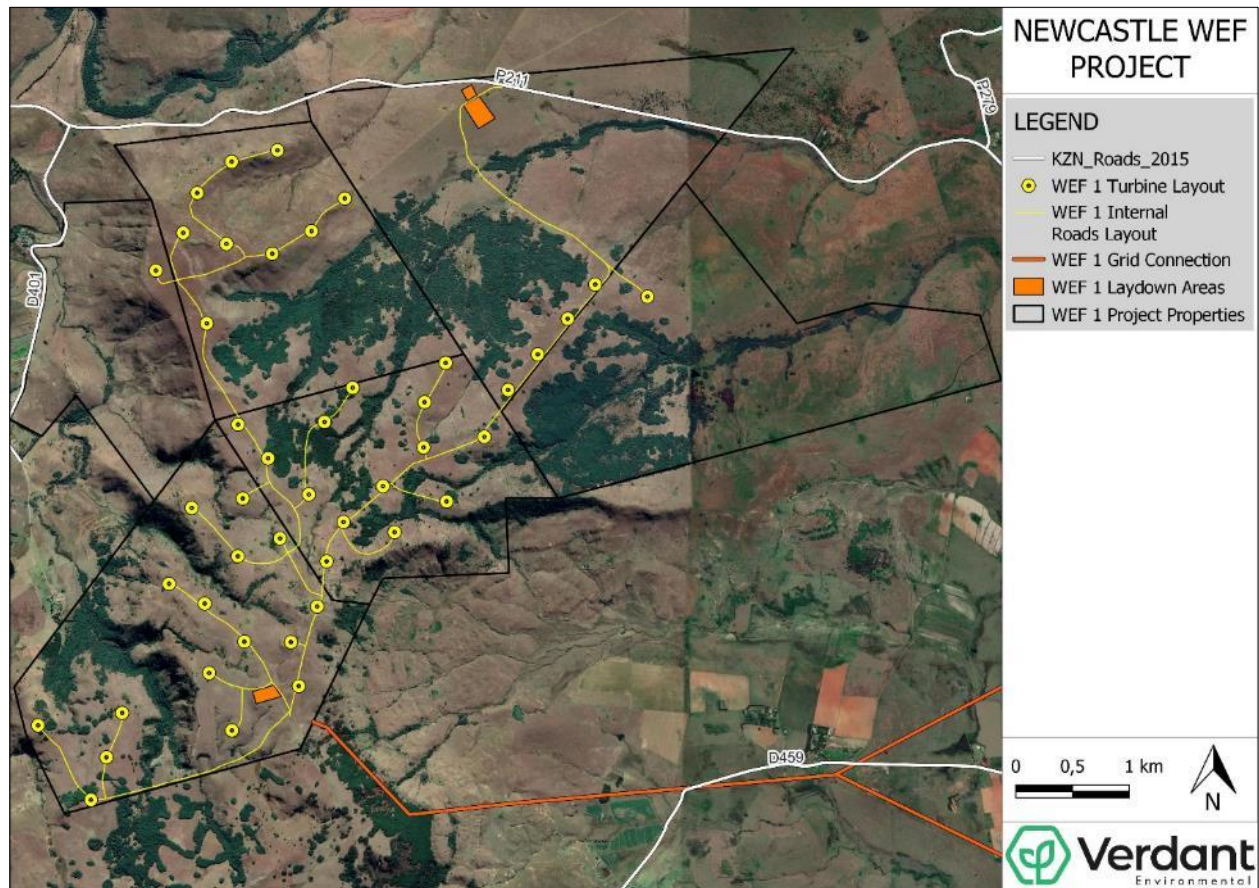 P211
P279
D401
D459
NEWCASTLE WEF
PROJECT
LEGEND
KZN_Roads_2015
WEF 1 Turbine Layout
WEF 1 Internal
Roads Layout
WEF 1 Grid Connection
WEF 1 Laydown Areas
WEF 1 Project Properties
0 0,5 1 km
N
Verdant
Environmental